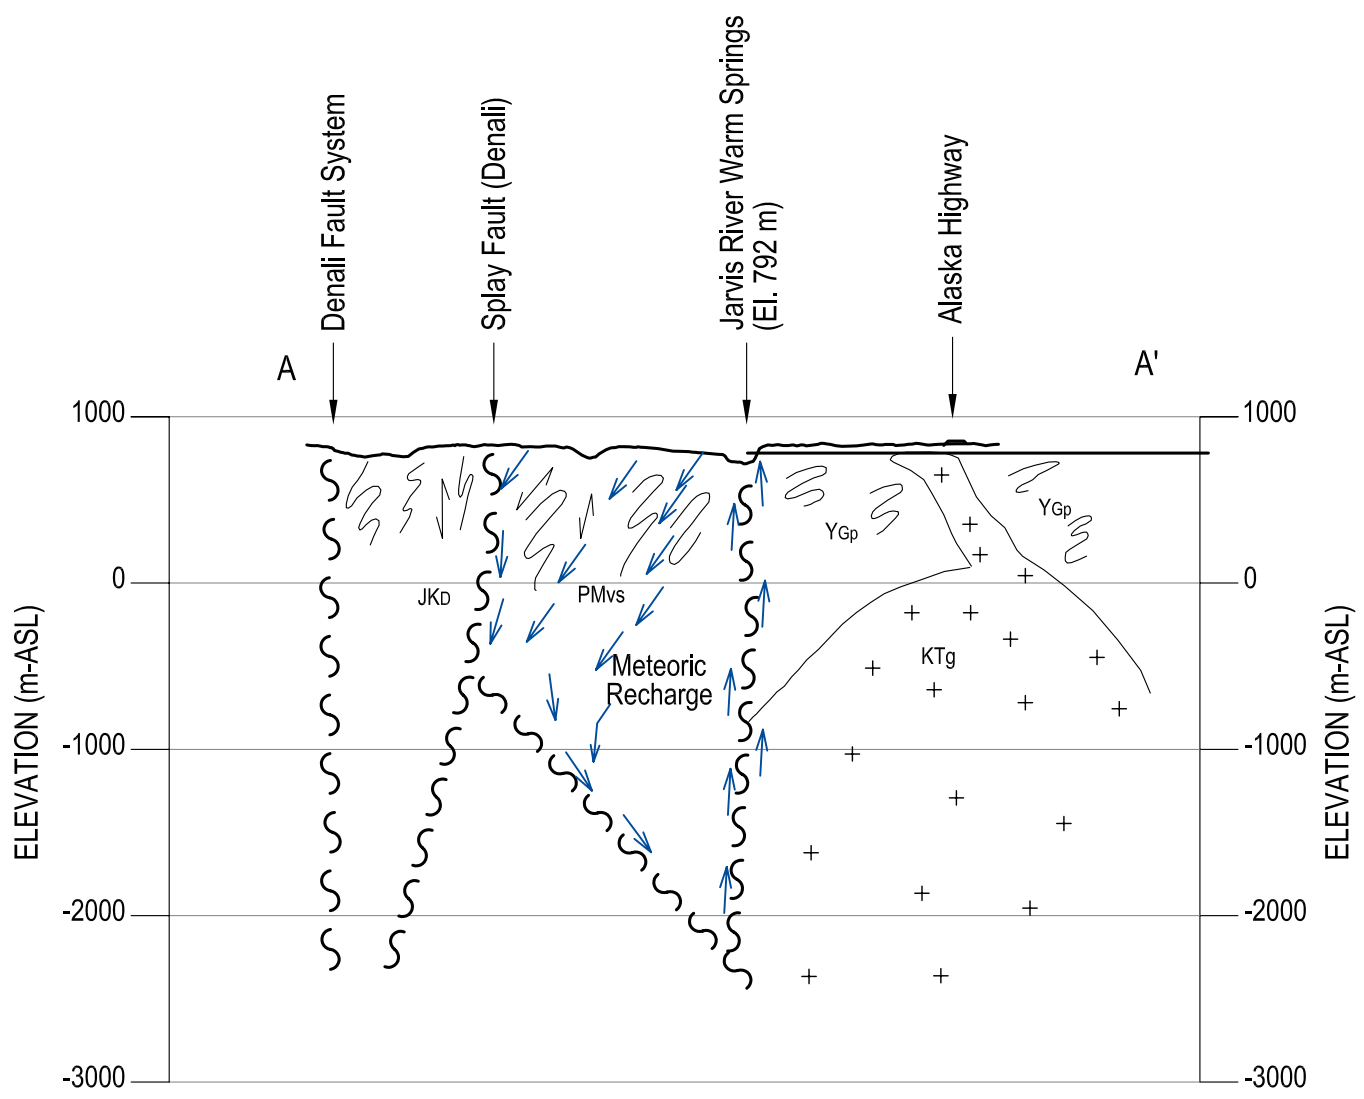 Denali Fault System
Splay Fault (Denali)
Jarvis River Warm Springs
(El. 792 m)
Alaska Highway
A
A'
1000
1000
YGp
YGp
0
0
JKD
PMvs
KTg
Meteoric
Recharge
-1000
-1000
-2000
-2000
-3000
-3000
ELEVATION (m-ASL)
ELEVATION (m-ASL)